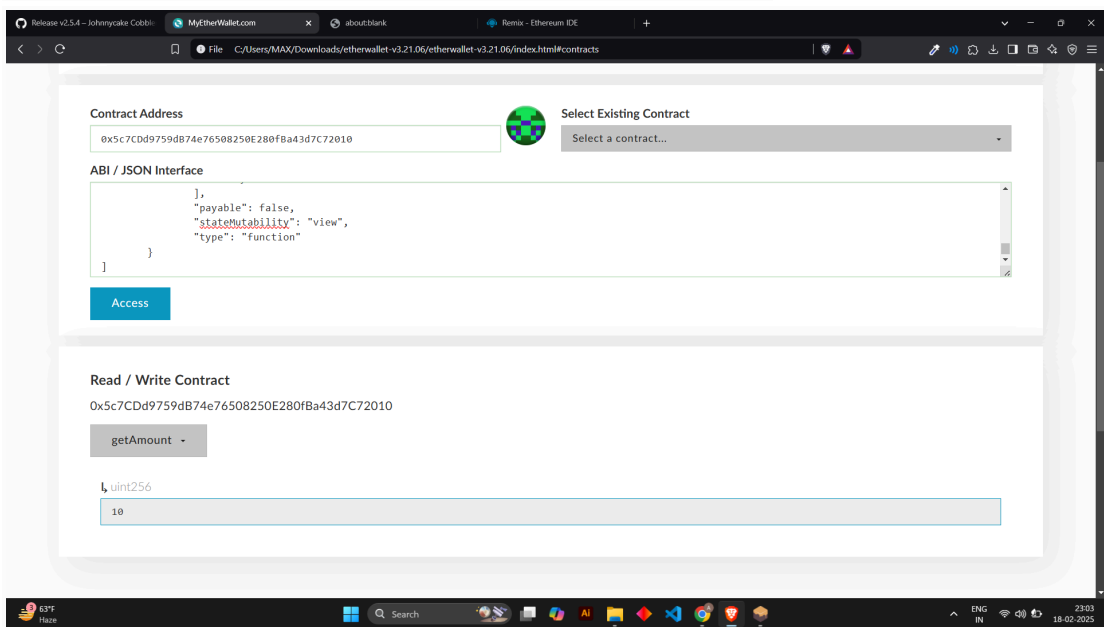 Release v2.5.4 – Johnnycake Cobble
MyEtherWallet.com
about:blank
Remix - Ethereum IDE
File C:/Users/MAX/Downloads/etherwallet-v3.21.06/etherwallet-v3.21.06/index.html#contracts
Contract Address
Select Existing Contract
0x5c7CDd9759dB74e76508250E280fBa43d7C72010
Select a contract...
ABI / JSON Interface
],
"payable": false,
"stateMutability": "view",
"type": "function"
}
]
Access
Read / Write Contract
0x5c7CDd9759dB74e76508250E280fBa43d7C72010
getAmount
uint256
10
3
63°F
Haze
Search
Ai
ENG
IN
23:03
18-02-2025